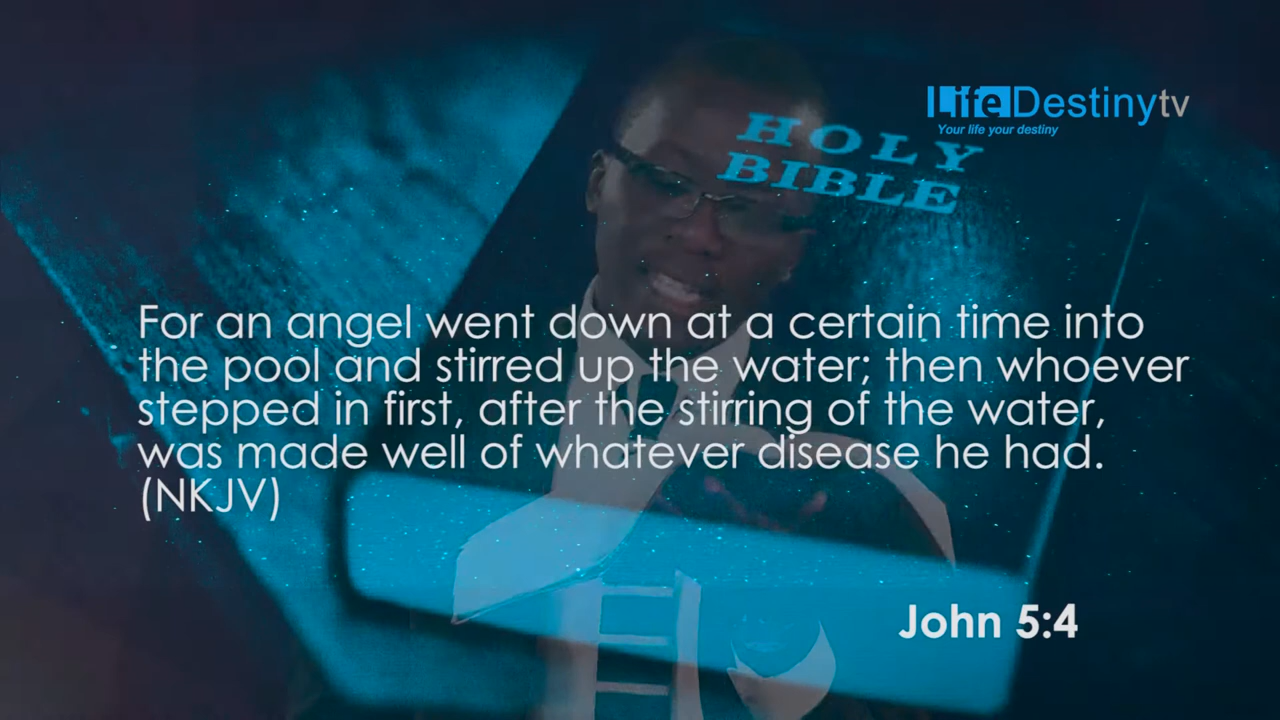 LifeDestinytv
Your life your destiny
HOLY
BIBLE
For an angel went down at a certain time into
the pool and stirred up the water; then whoever
stepped in first, after the stirring of the water,
was made well of whatever disease he had.
(NKJV)
John 5:4